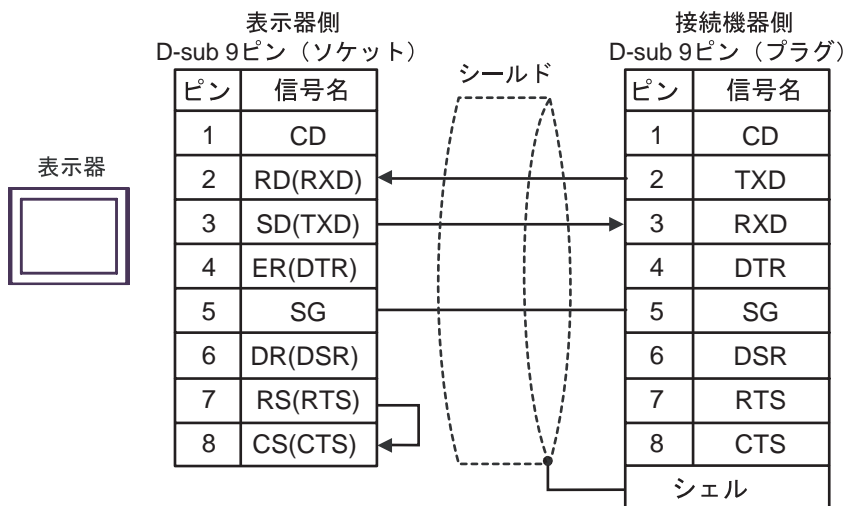 表示器側
D-sub 9ピン（ソケット）
接続機器側
D-sub 9ピン（プラグ）
シールド
表示器
ピン 信号名
1 CD
2 RD(RXD)
3 SD(TXD)
4 ER(DTR)
5 SG
6 DR(DSR)
7 RS(RTS)
8 CS(CTS)
ピン 信号名
1 CD
2 TXD
3 RXD
4 DTR
5 SG
6 DSR
7 RTS
8 CTS
シェル